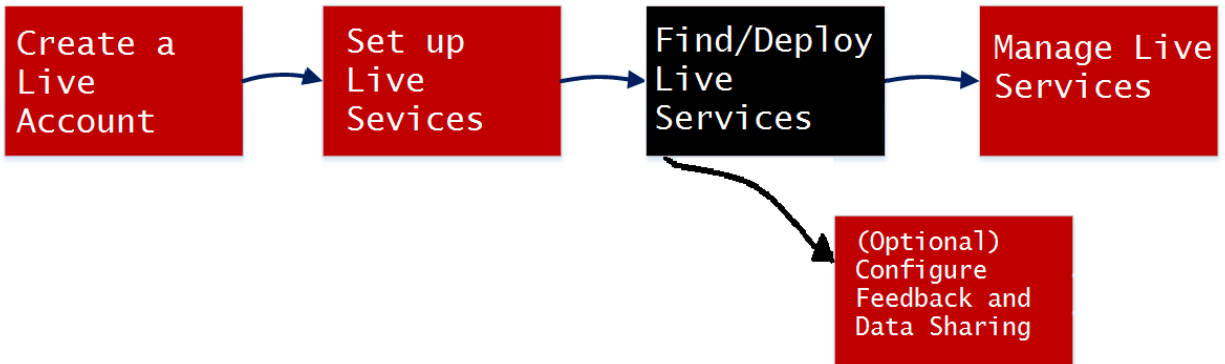 Create a
Live
Account
Set up
Live
Sevices
Find/Deploy
Live
Services
Manage Live
Services
(Optional)
Configure
Feedback and
Data Sharing